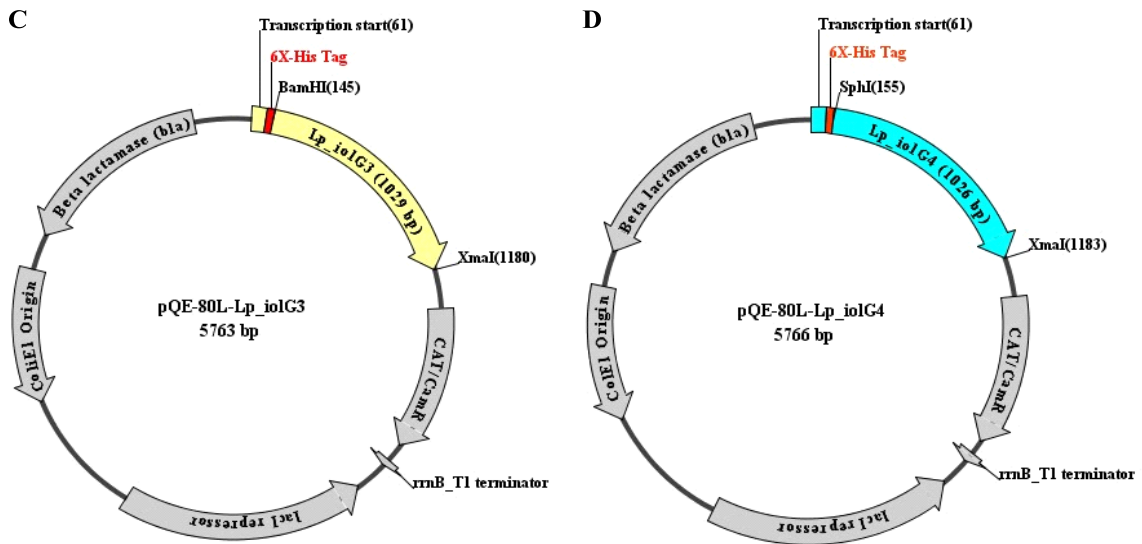 C
Transcription start(61)
6X-His Tag
BamHI(145)
Beta lactamase (bla)
Lp_iolG3 (1029 bp)
XmaI(1180)
pQE-80L-Lp_iolG3
5763 bp
ColiE1 Origin
CAT/CamR
rrnB_T1 terminator
lacI repressor
D
Transcription start(61)
6X-His Tag
SphI(155)
Beta lactamase (bla)
Lp_iolG4 (1026 bp)
XmaI(1183)
pQE-80L-Lp_iolG4
5766 bp
ColE1 Origin
CAT/CamR
rrnB_T1 terminator
lacI repressor